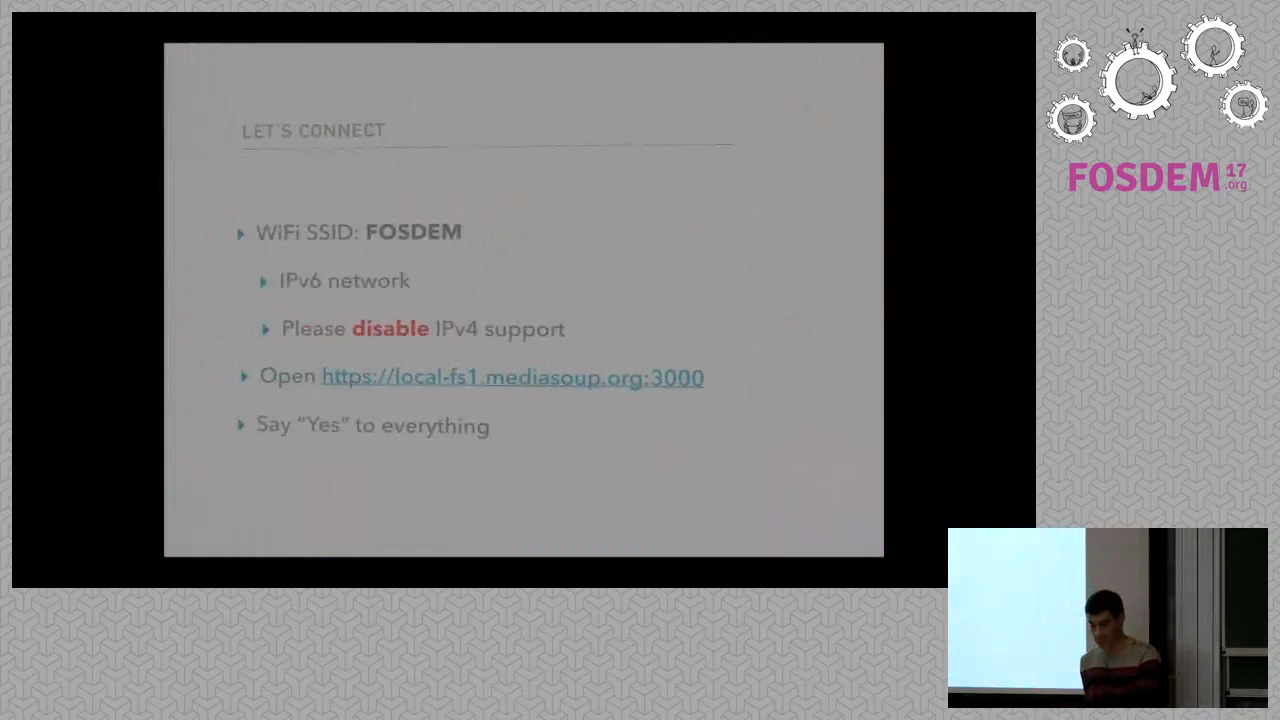 LET'S CONNECT
WiFi SSID: FOSDEM
IPv6 network
Please disable IPv4 support
Open https://local-fs1.mediasoup.org:3000
Say “Yes” to everything
FOSDEM 17
.org